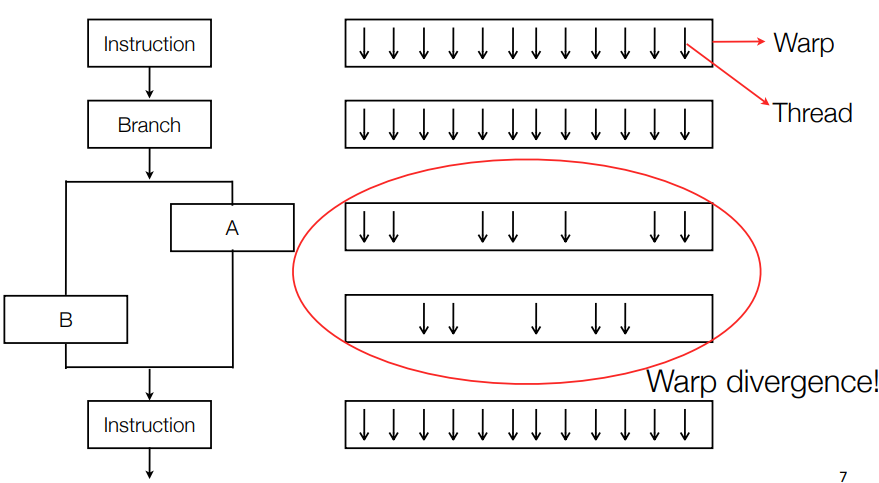 Instruction
Warp
Branch
Thread
A
B
Warp divergence!
Instruction
7